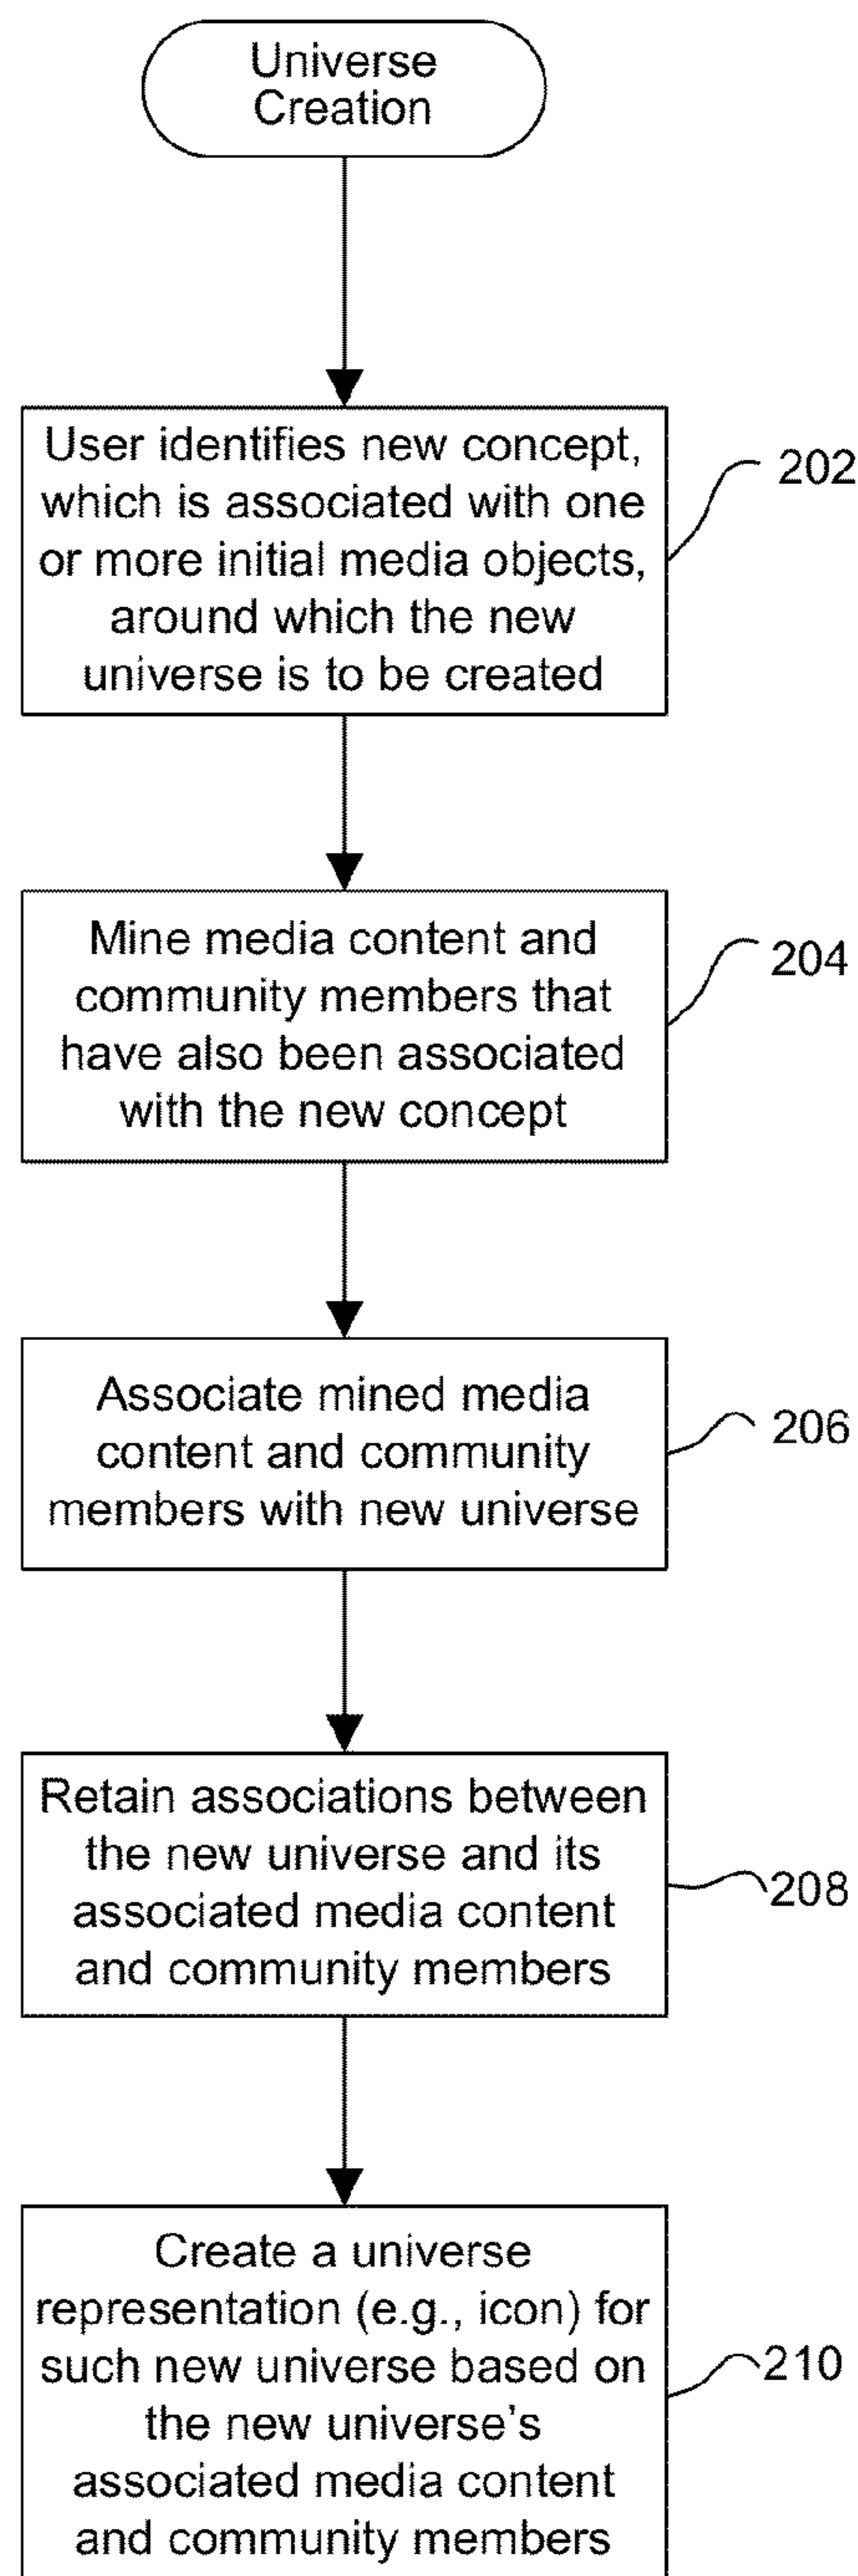 Universe
Creation
User identifies new concept,
which is associated with one
or more initial media objects,
around which the new
universe is to be created
202
Mine media content and
community members that
have also been associated
with the new concept
204
Associate mined media
content and community
members with new universe
206
Retain associations between
the new universe and its
associated media content
and community members
208
Create a universe
representation (e.g., icon) for
such new universe based on
the new universe's
associated media content
and community members
210